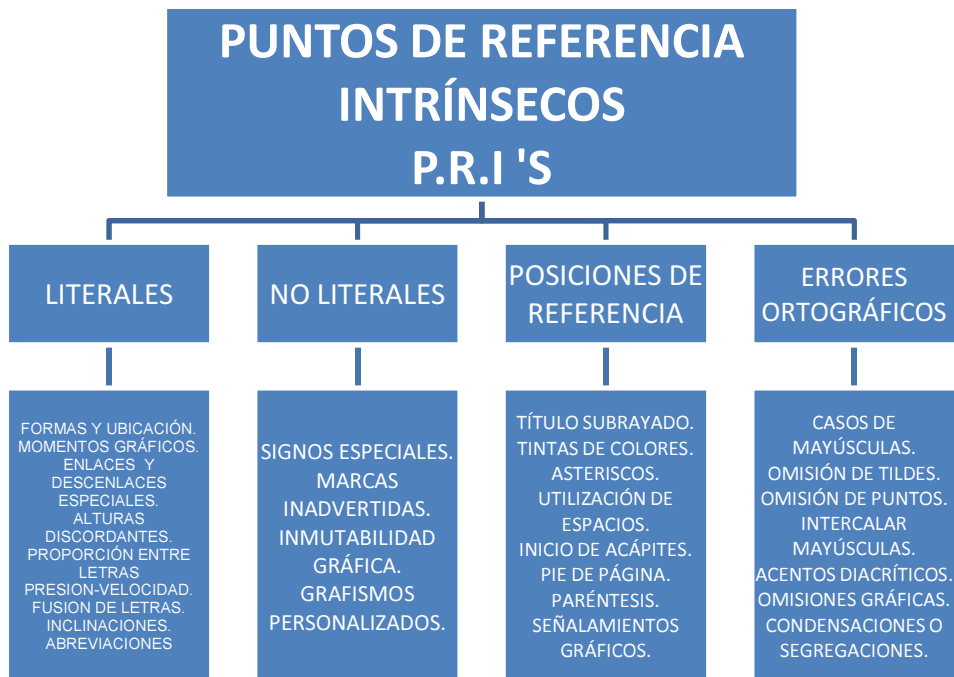 PUNTOS DE REFERENCIA
INTRÍNSECOS
P.R.I 'S
LITERALES
NO LITERALES
POSICIONES DE
REFERENCIA
ERRORES
ORTOGRÁFICOS
FORMAS Y UBICACIÓN.
MOMENTOS GRÁFICOS.
ENLACES Y
DESCENLACES
ESPECIALES.
ALTURAS
DISCORDANTES.
PROPORCIÓN ENTRE
LETRAS
PRESION-VELOCIDAD.
FUSION DE LETRAS.
INCLINACIONES.
ABREVIACIONES
SIGNOS ESPECIALES.
MARCAS
INADVERTIDAS.
INMUTABILIDAD
GRÁFICA.
GRAFISMOS
PERSONALIZADOS.
TÍTULO SUBRAYADO.
TINTAS DE COLORES.
ASTERISCOS.
UTILIZACIÓN DE
ESPACIOS.
INICIO DE ACÁPITES.
PIE DE PÁGINA.
PARÉNTESIS.
SEÑALAMIENTOS
GRÁFICOS.
CASOS DE
MAYÚSCULAS.
OMISIÓN DE TILDES.
OMISIÓN DE PUNTOS.
INTERCALAR
MAYÚSCULAS.
ACENTOS DIACRÍTICOS.
OMISIONES GRÁFICAS.
CONDENSACIONES O
SEGREGACIONES.